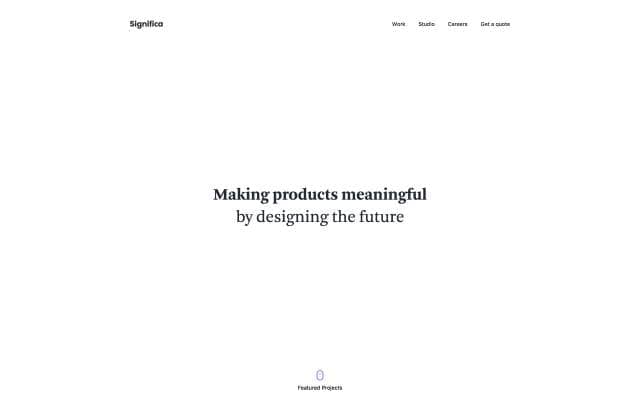 Significa
Work Studio Careers Get a quote
Making products meaningful
by designing the future
Featured Projects